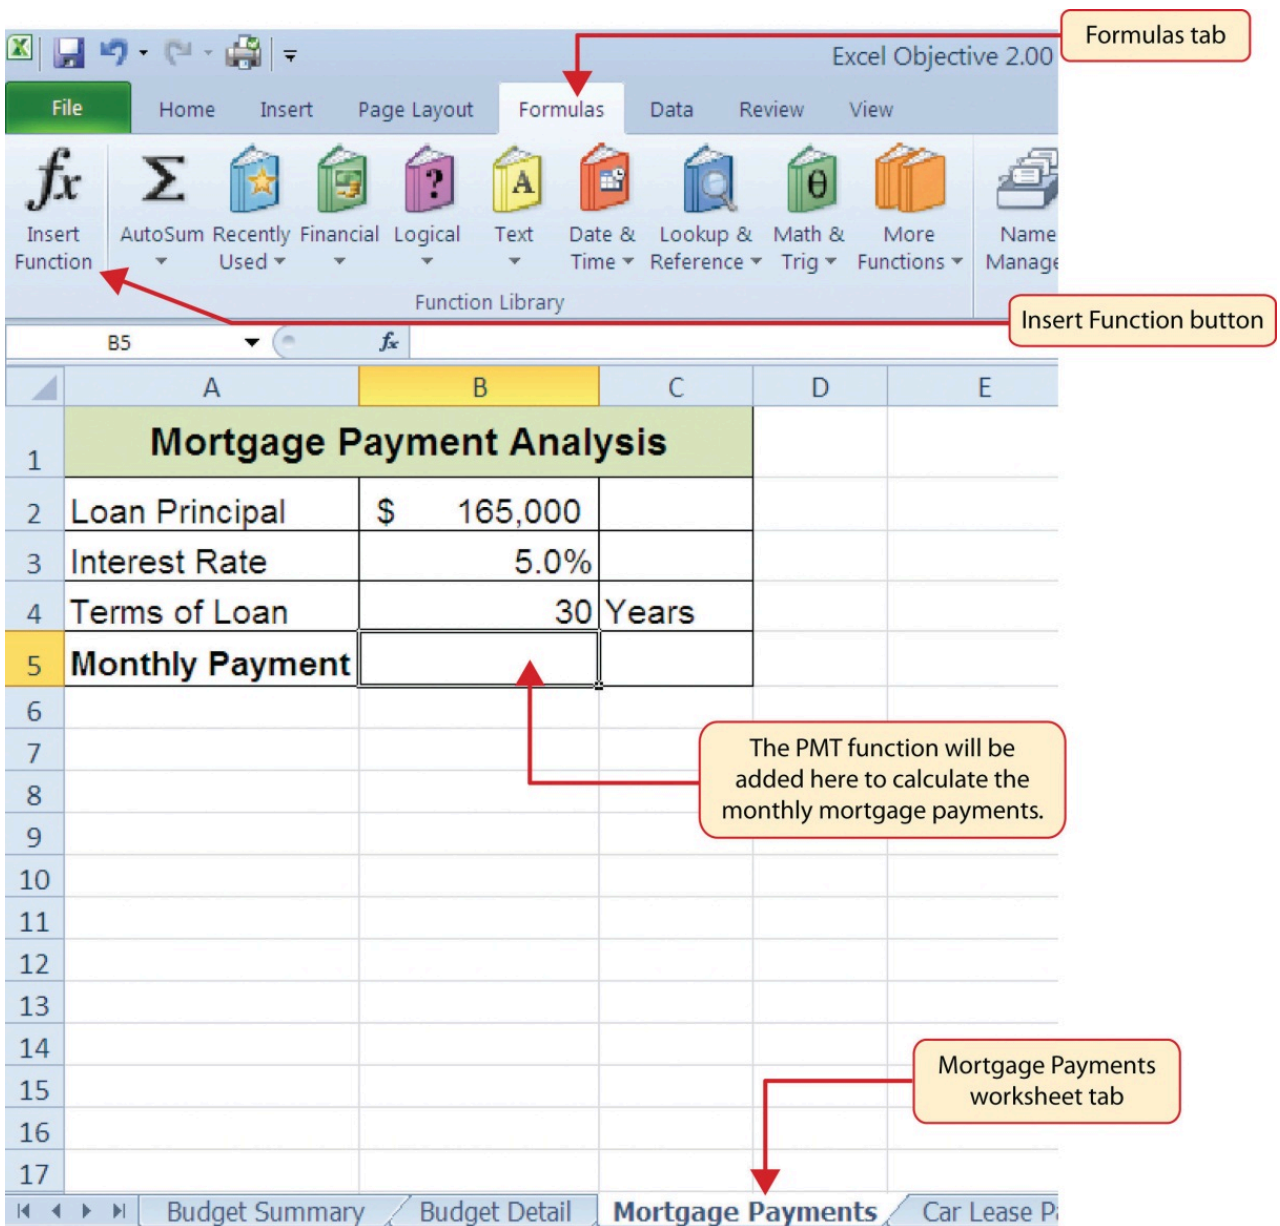 Formulas tab
Excel Objective 2.00
File Home Insert Page Layout Formulas Data Review View
Insert Function
AutoSum
Recently Used
Financial
Logical
Text
Date & Time
Lookup & Reference
Math & Trig
More Functions
Name
Manage
Function Library
Insert Function button
B5 fx
A B C D E
1 Mortgage Payment Analysis
2 Loan Principal $ 165,000
3 Interest Rate 5.0%
4 Terms of Loan 30 Years
5 Monthly Payment
6
7
The PMT function will be
added here to calculate the
monthly mortgage payments.
8
9
10
11
12
13
14
Mortgage Payments
worksheet tab
15
16
17
Budget Summary Budget Detail Mortgage Payments Car Lease Pa